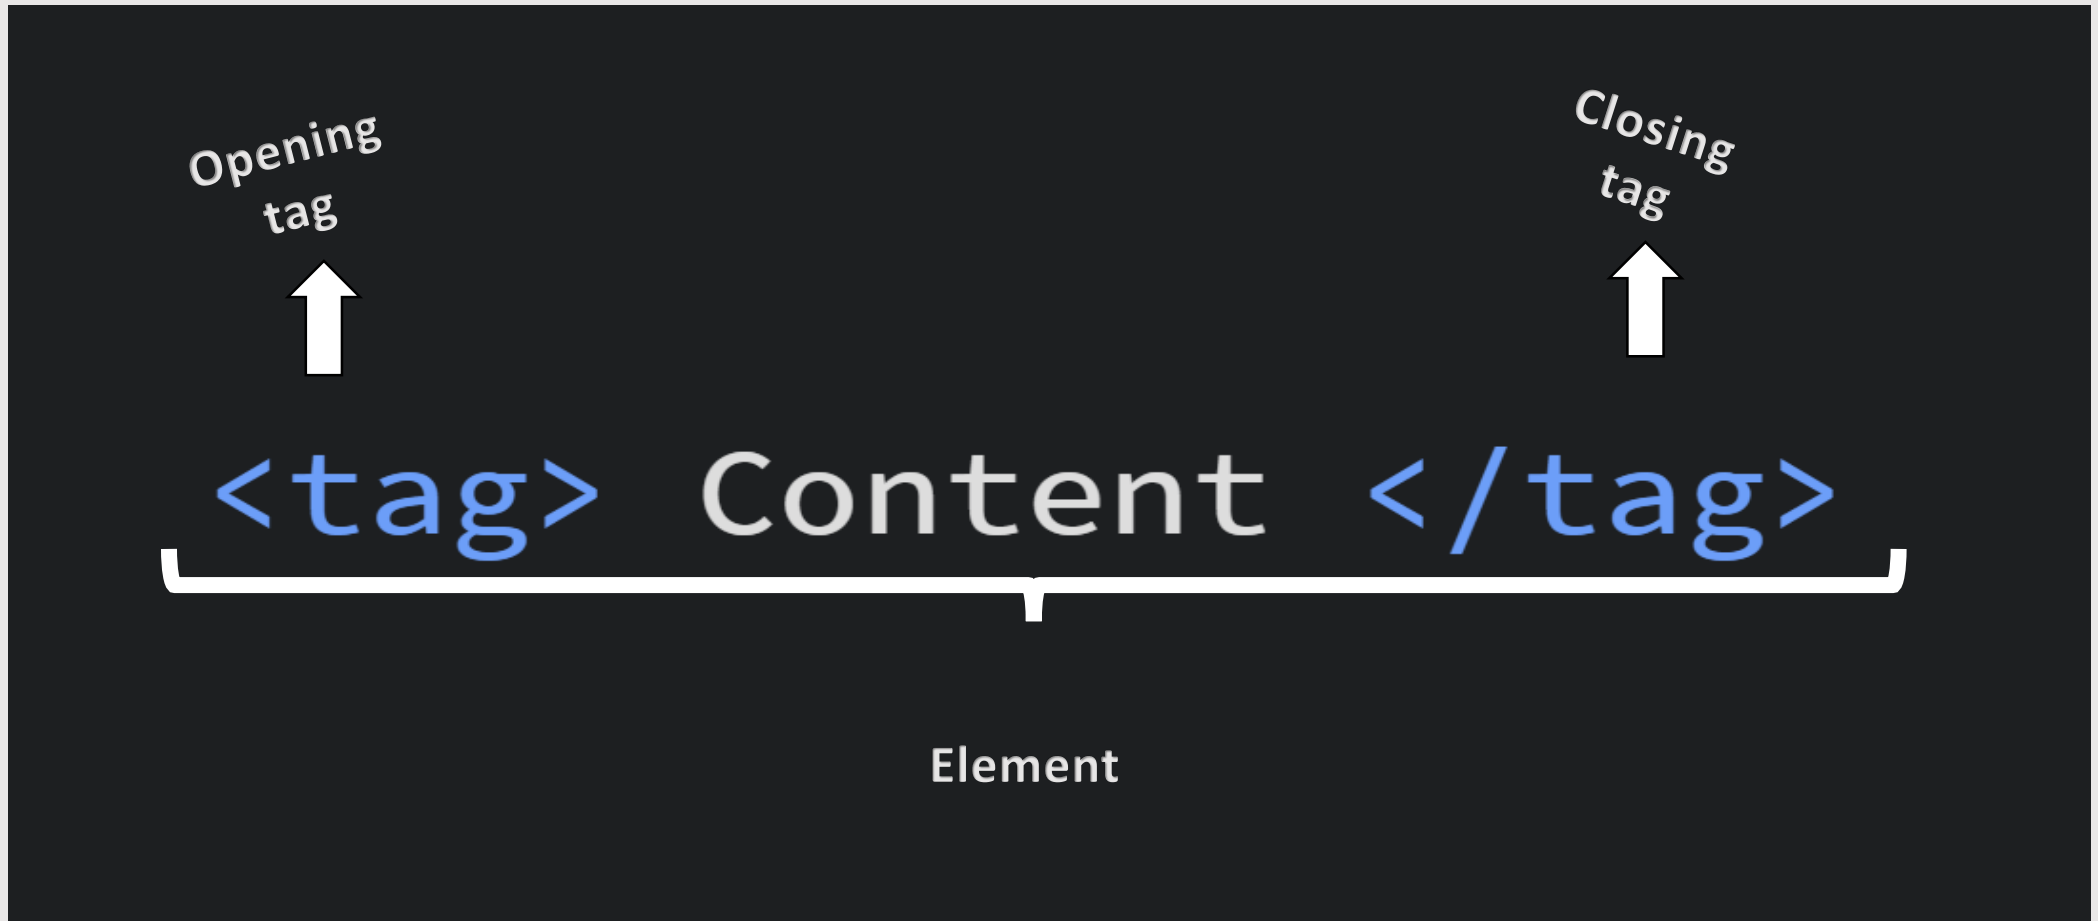 Opening
tag
Closing
tag
<tag> Content </tag>
Element